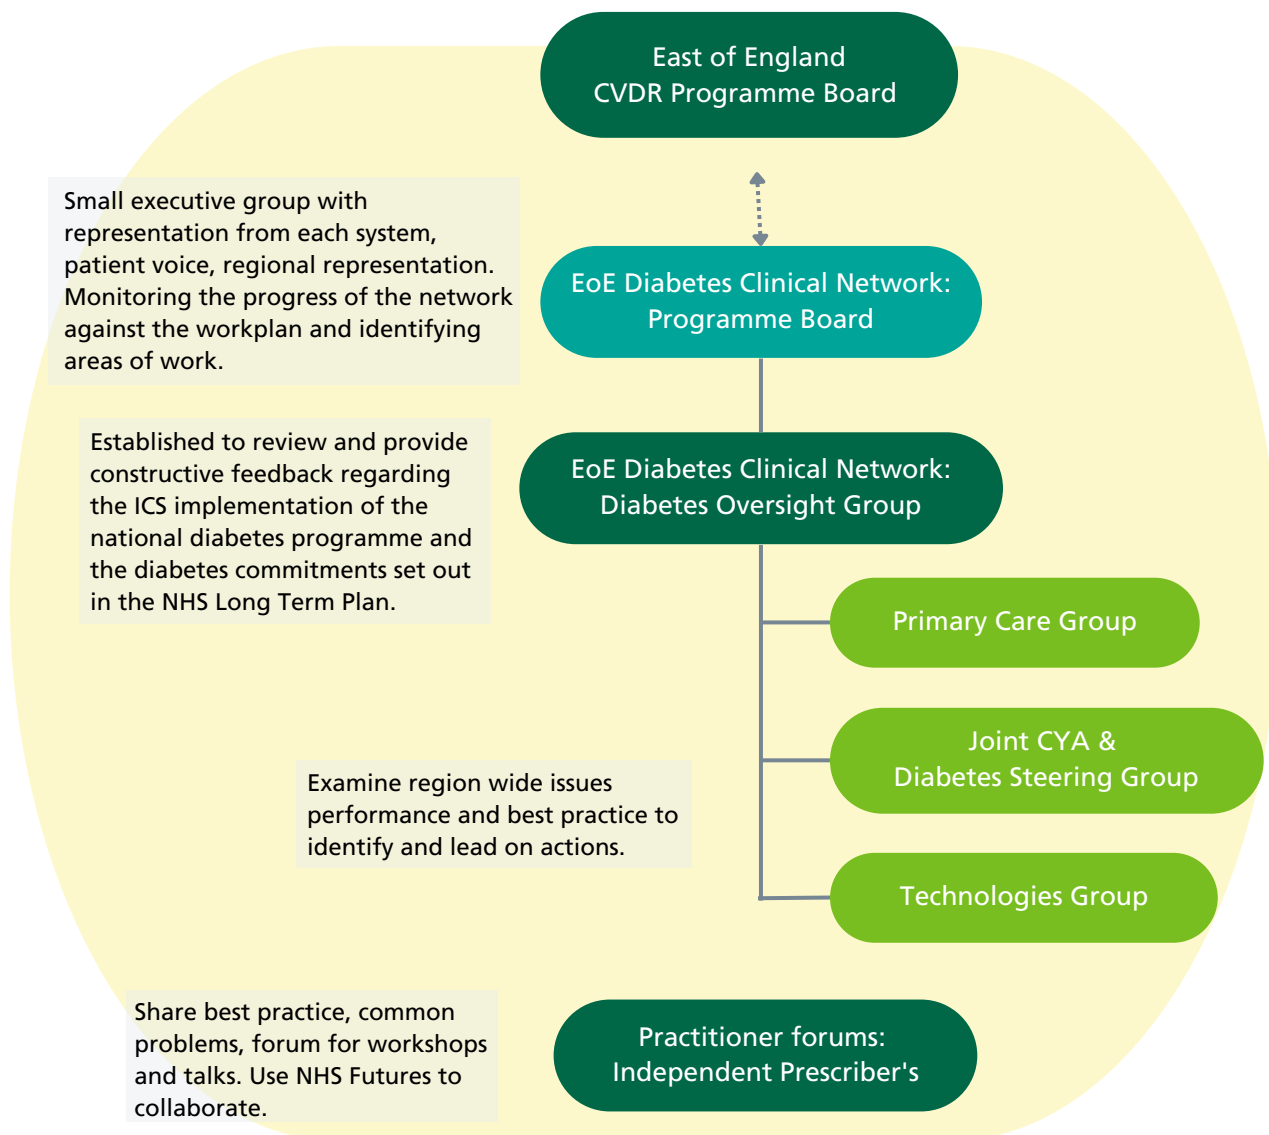 East of England
CVDR Programme Board
Small executive group with
representation from each system,
patient voice, regional representation.
Monitoring the progress of the network
against the workplan and identifying
areas of work.
EoE Diabetes Clinical Network:
Programme Board
Established to review and provide
constructive feedback regarding
the ICS implementation of the
national diabetes programme and
the diabetes commitments set out
in the NHS Long Term Plan.
EoE Diabetes Clinical Network:
Diabetes Oversight Group
Primary Care Group
Joint CYA &
Diabetes Steering Group
Examine region wide issues
performance and best practice to
identify and lead on actions.
Technologies Group
Share best practice, common
problems, forum for workshops
and talks. Use NHS Futures to
collaborate.
Practitioner forums:
Independent Prescriber's